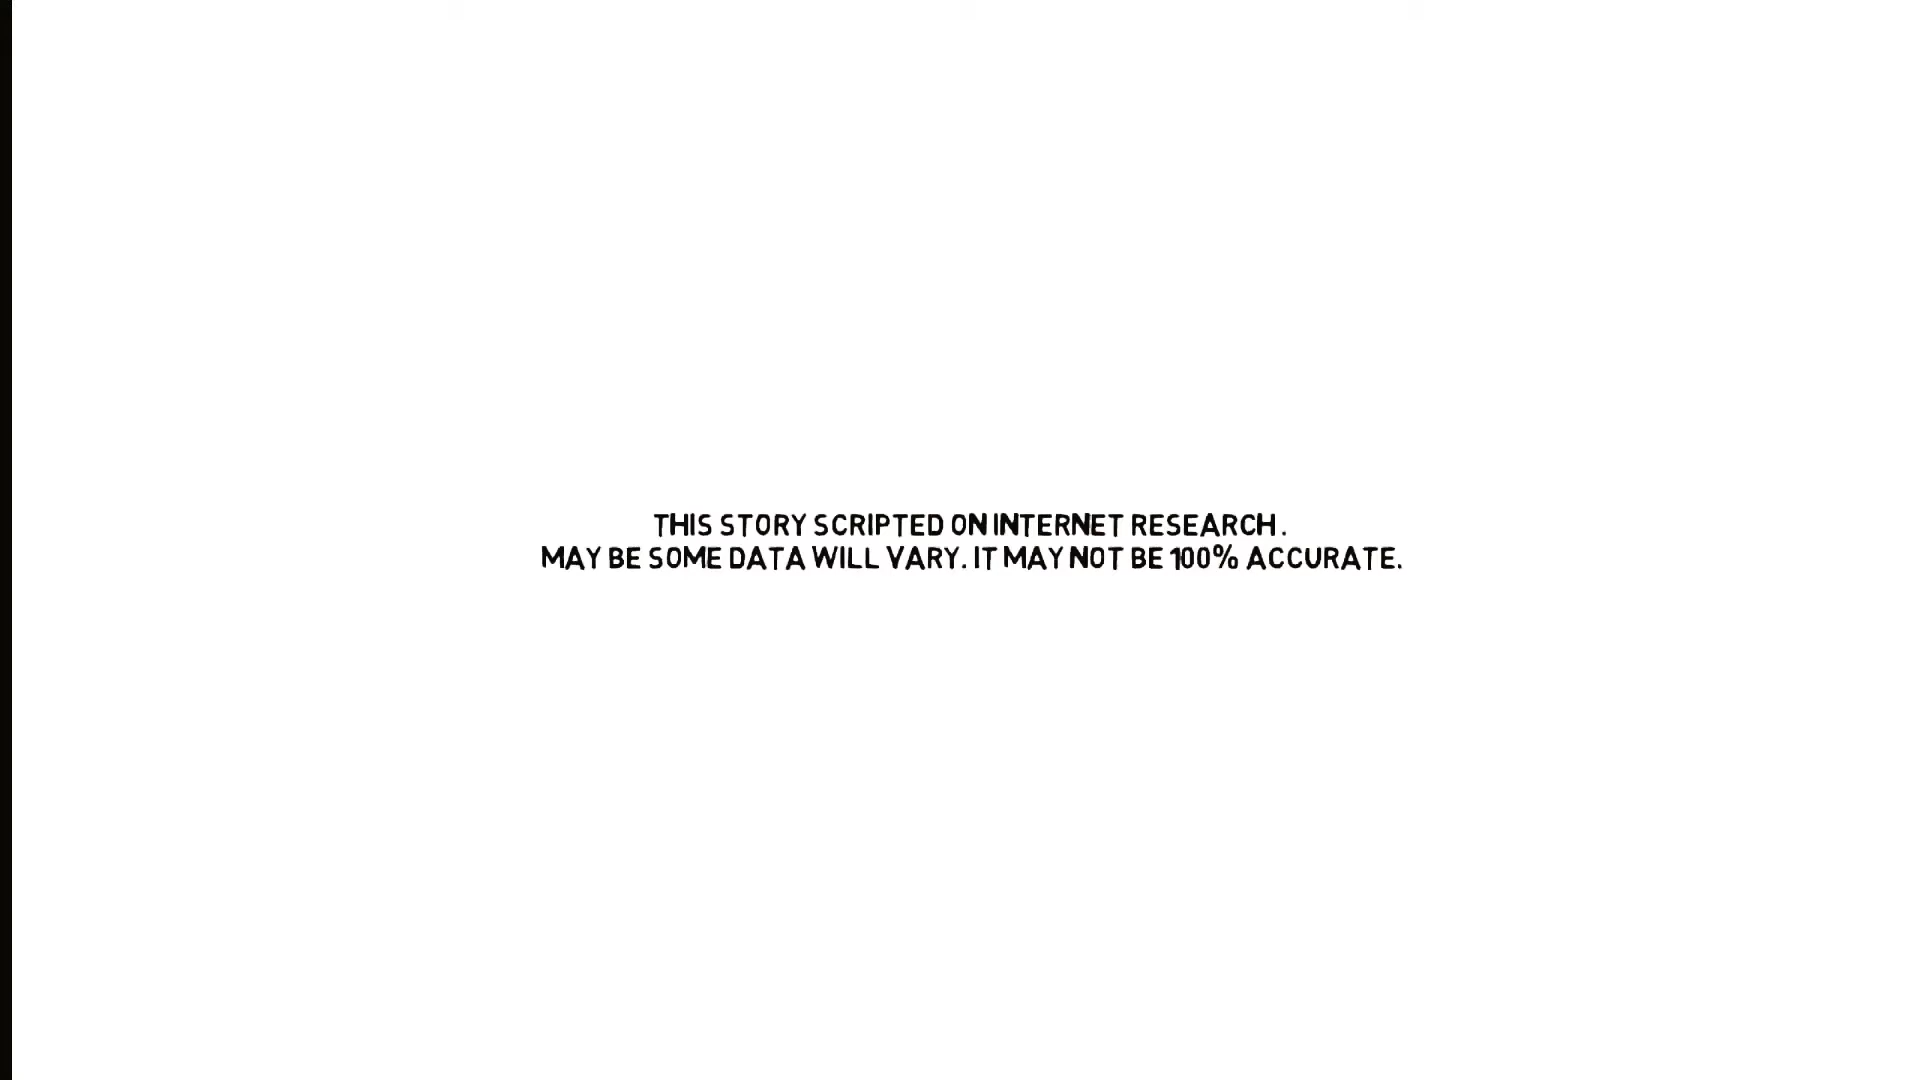 THIS STORY SCRIPTED ON INTERNET RESEARCH.
MAY BE SOME DATA WILL VARY. IT MAY NOT BE 100% ACCURATE.